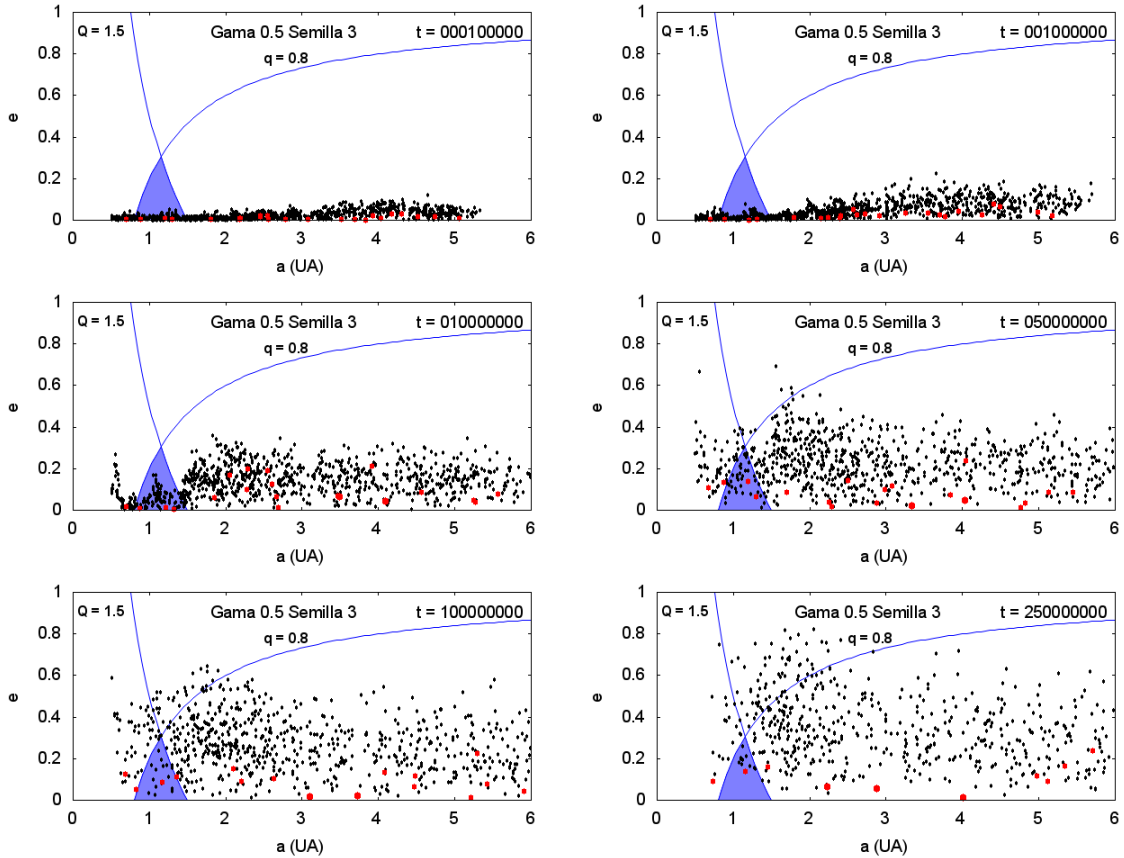 1
Q = 1.5
Gama 0.5 Semilla 3
t = 000100000
q = 0.8
0.8
0.6
e
0.4
0.2
0
0 1 2 3 4 5 6
a (UA)
1
Q = 1.5
Gama 0.5 Semilla 3
t = 001000000
q = 0.8
0.8
0.6
e
0.4
0.2
0
0 1 2 3 4 5 6
a (UA)
1
Q = 1.5
Gama 0.5 Semilla 3
t = 010000000
q = 0.8
0.8
0.6
e
0.4
0.2
0
0 1 2 3 4 5 6
a (UA)
1
Q = 1.5
Gama 0.5 Semilla 3
t = 050000000
q = 0.8
0.8
0.6
e
0.4
0.2
0
0 1 2 3 4 5 6
a (UA)
1
Q = 1.5
Gama 0.5 Semilla 3
t = 100000000
q = 0.8
0.8
0.6
e
0.4
0.2
0
0 1 2 3 4 5 6
a (UA)
1
Q = 1.5
Gama 0.5 Semilla 3
t = 250000000
q = 0.8
0.8
0.6
e
0.4
0.2
0
0 1 2 3 4 5 6
a (UA)